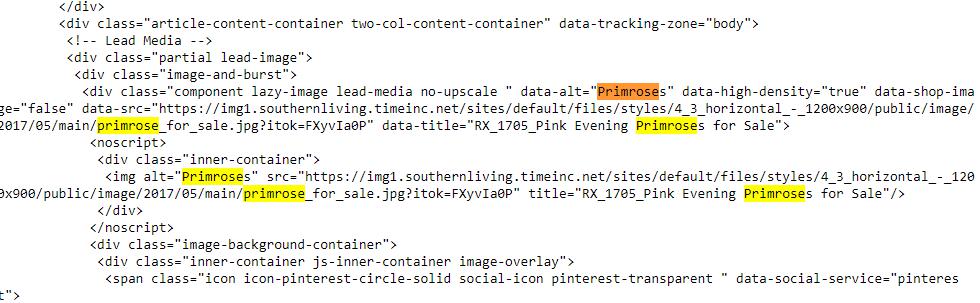 </div>
<div class="article-content-container two-col-content-container" data-tracking-zone="body">
<!-- Lead Media -->
<div class="partial lead-image">
<div class="image-and-burst">
<div class="component lazy-image lead-media no-upscale " data-alt="Primroses" data-high-density="true" data-shop-ima
ge="false" data-src="https://img1.southernliving.timeinc.net/sites/default/files/styles/4_3_horizontal_-_1200x900/public/image/
2017/05/main/primrose_for_sale.jpg?itok=FXyvIa0P" data-title="RX_1705_Pink Evening Primroses for Sale">
<noscript>
<div class="inner-container">
<img alt="Primroses" src="https://img1.southernliving.timeinc.net/sites/default/files/styles/4_3_horizontal_-_120
0x900/public/image/2017/05/main/primrose_for_sale.jpg?itok=FXyvIa0P" title="RX_1705_Pink Evening Primroses for Sale"/>
</div>
</noscript>
<div class="image-background-container">
<div class="inner-container js-inner-container image-overlay">
<span class="icon icon-pinterest-circle-solid social-icon pinterest-transparent " data-social-service="pinteres
t">